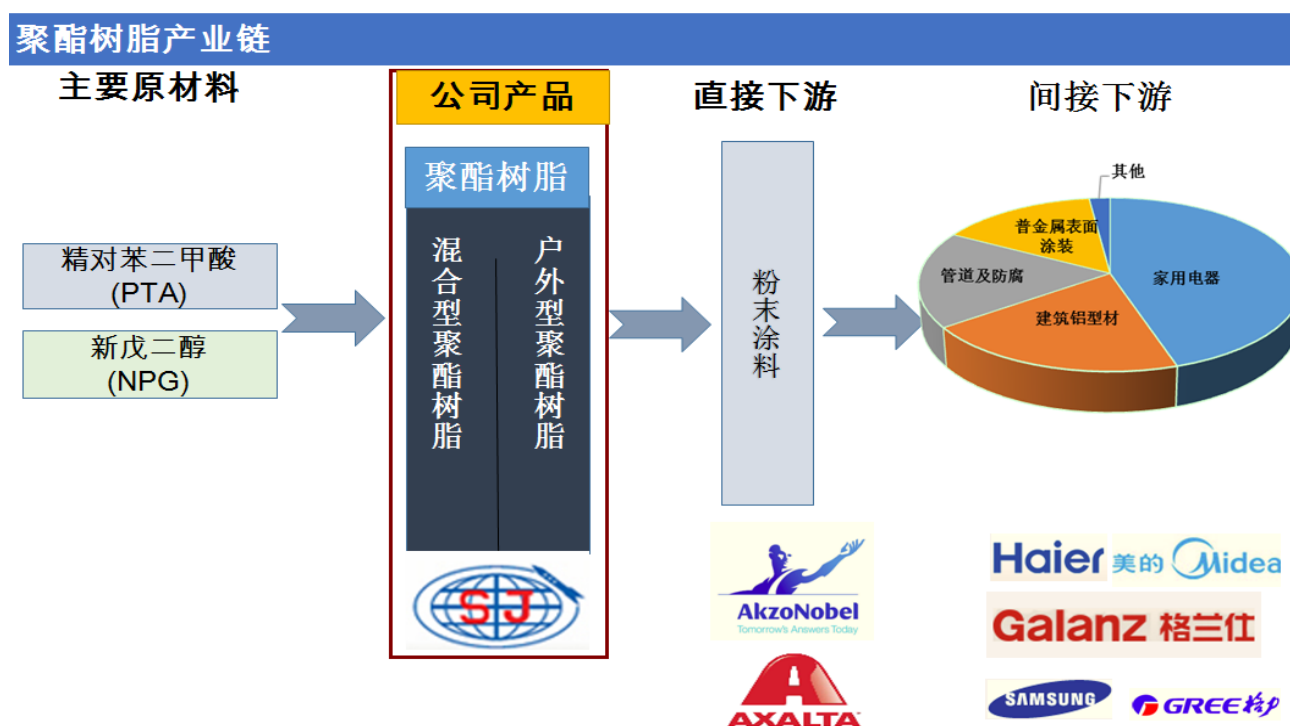 聚酯树脂产业链
主要原材料
公司产品
直接下游
间接下游
精对苯二甲酸
(PTA)
新戊二醇
(NPG)
聚酯树脂
混合型聚酯树脂
户外型聚酯树脂
粉末涂料
其他
普金属表面
涂装
管道及防腐
家用电器
建筑铝型材
SJ
AkzoNobel
Tomorrow's Answers Today
AXALTA
Haier
美的 Midea
Galanz 格兰仕
SAMSUNG
GREE 格力